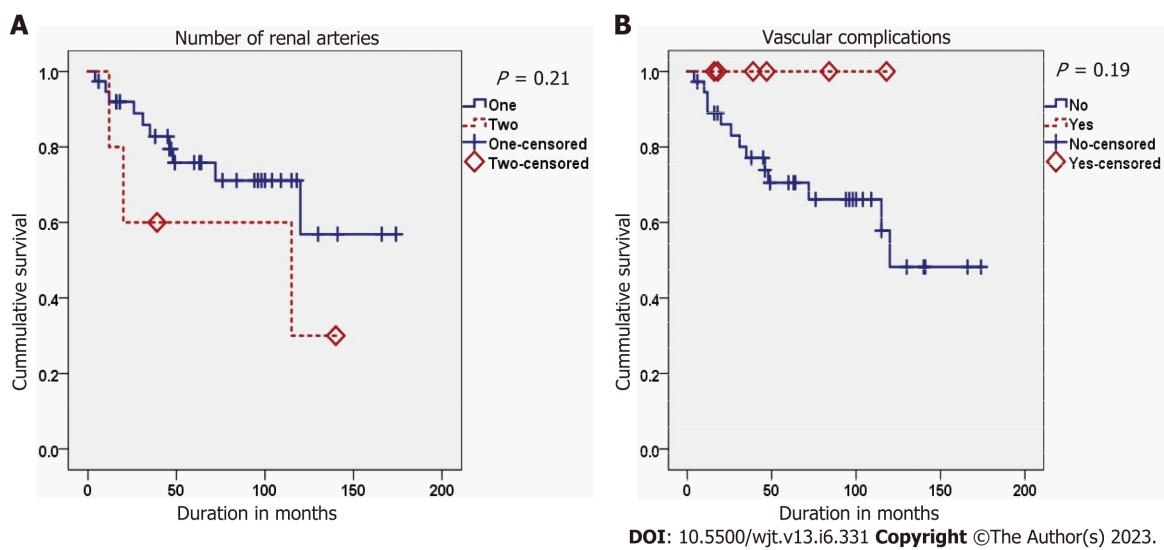 A
Number of renal arteries
P = 0.21
One
Two
One-censored
Two-censored
1.0
0.8
0.6
0.4
0.2
0.0
Cummulative survival
0 50 100 150 200
Duration in months
B
Vascular complications
P = 0.19
No
Yes
No-censored
Yes-censored
1.0
0.8
0.6
0.4
0.2
0.0
Cummulative survival
0 50 100 150 200
Duration in months
DOI: 10.5500/wjt.v13.i6.331 Copyright ©The Author(s) 2023.